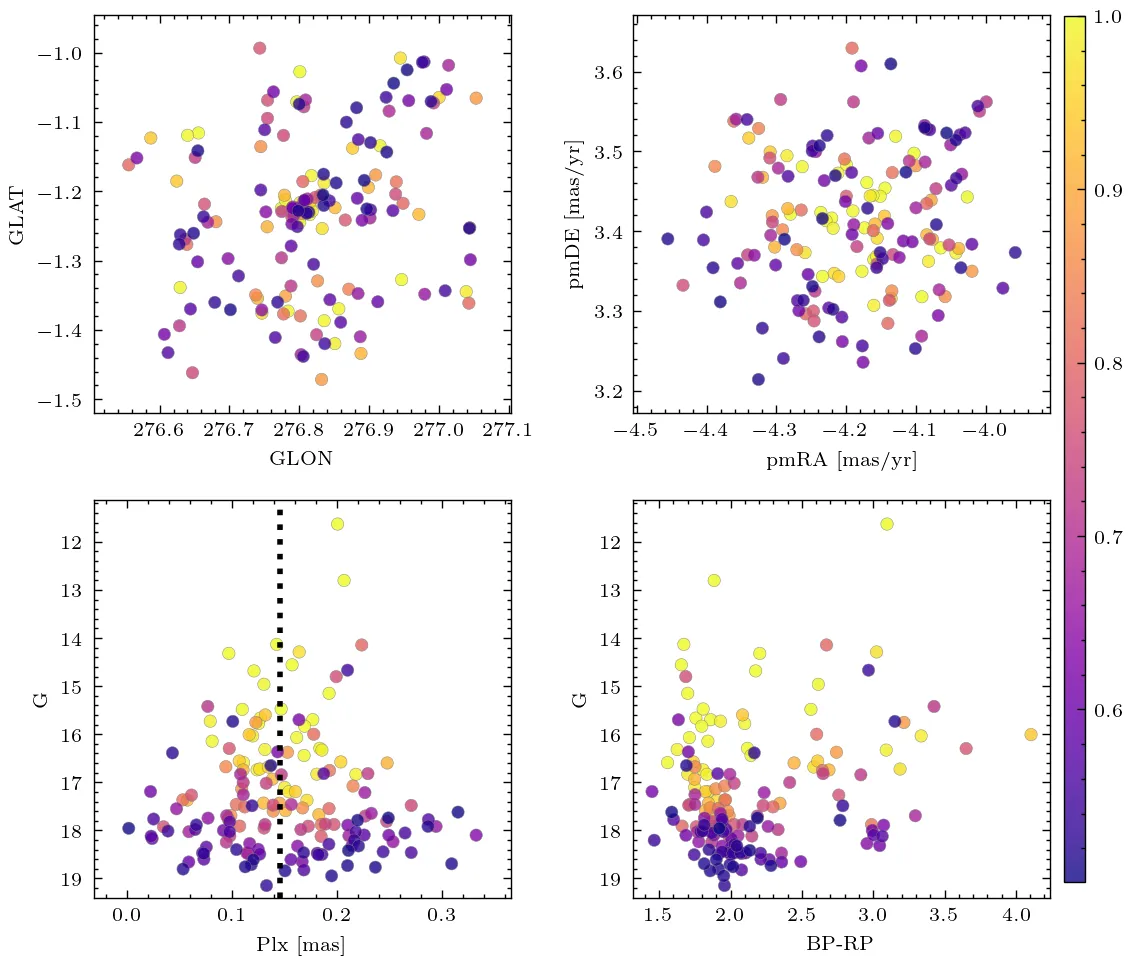 −1.0
−1.1
−1.2
−1.3
−1.4
−1.5
GLAT
276.6 276.7 276.8 276.9 277.0 277.1
GLON
3.6
3.5
3.4
3.3
3.2
pmDE [mas/yr]
−4.5 −4.4 −4.3 −4.2 −4.1 −4.0
pmRA [mas/yr]
1.0
0.9
0.8
0.7
0.6
12
13
14
15
16
17
18
19
G
0.0 0.1 0.2 0.3
Plx [mas]
12
13
14
15
16
17
18
19
G
1.5 2.0 2.5 3.0 3.5 4.0
BP-RP